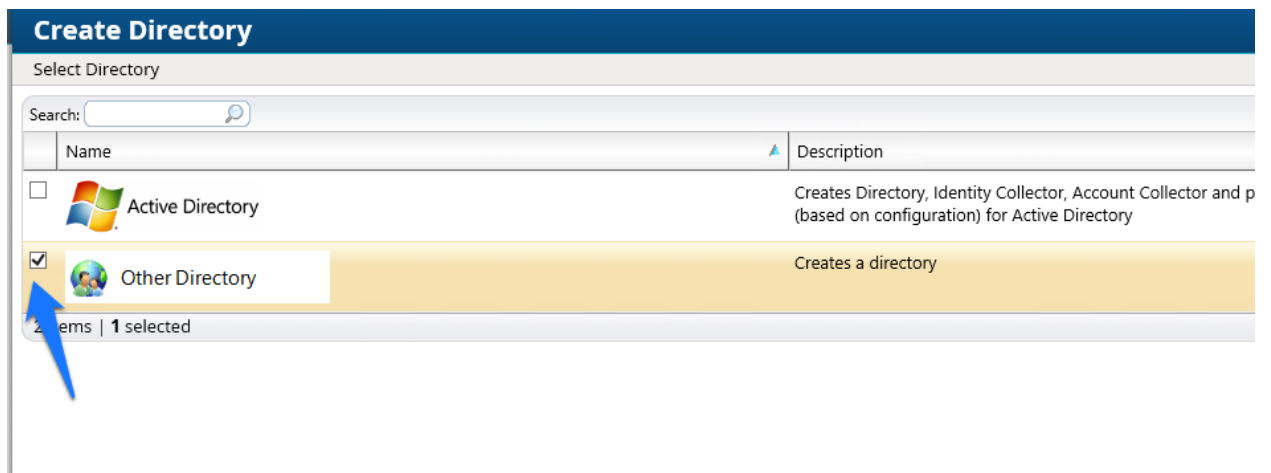 Create Directory
Select Directory
Search:
Name
Description
Active Directory
Creates Directory, Identity Collector, Account Collector and
(based on configuration) for Active Directory
Other Directory
Creates a directory
2 | 1 selected